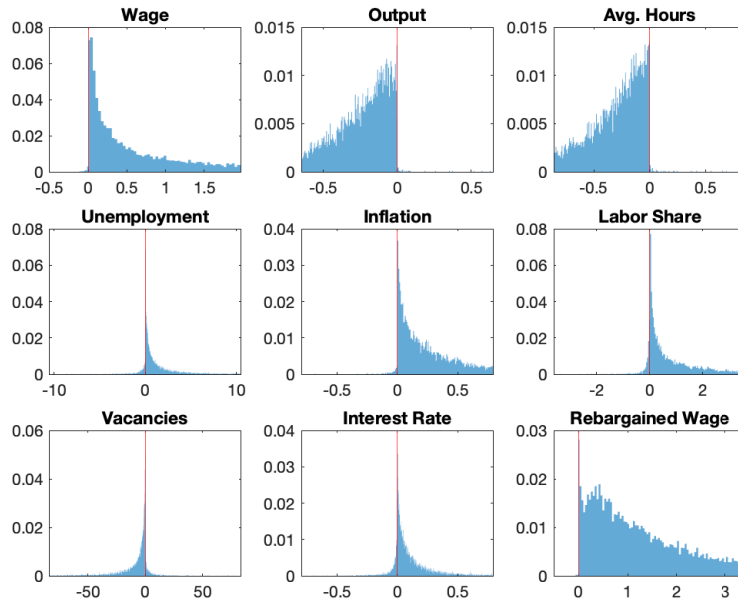 Wage Output Avg. Hours
0.08 0.015 0.015
0.06 0.01 0.01
0.04
0.02 0.005 0.005
0 0 0
-0.5 0 0.5 1 1.5 -0.5 0 0.5 -0.5 0 0.5
Unemployment Inflation Labor Share
0.08 0.04 0.08
0.06 0.03 0.06
0.04 0.02 0.04
0.02 0.01 0.02
0 0 0
-10 0 10 -0.5 0 0.5 -2 0 2
Vacancies Interest Rate Rebargained Wage
0.06 0.04 0.03
0.03
0.04 0.02
0.02
0.02 0.01
0.01
0 0 0
-50 0 50 -0.5 0 0.5 0 1 2 3